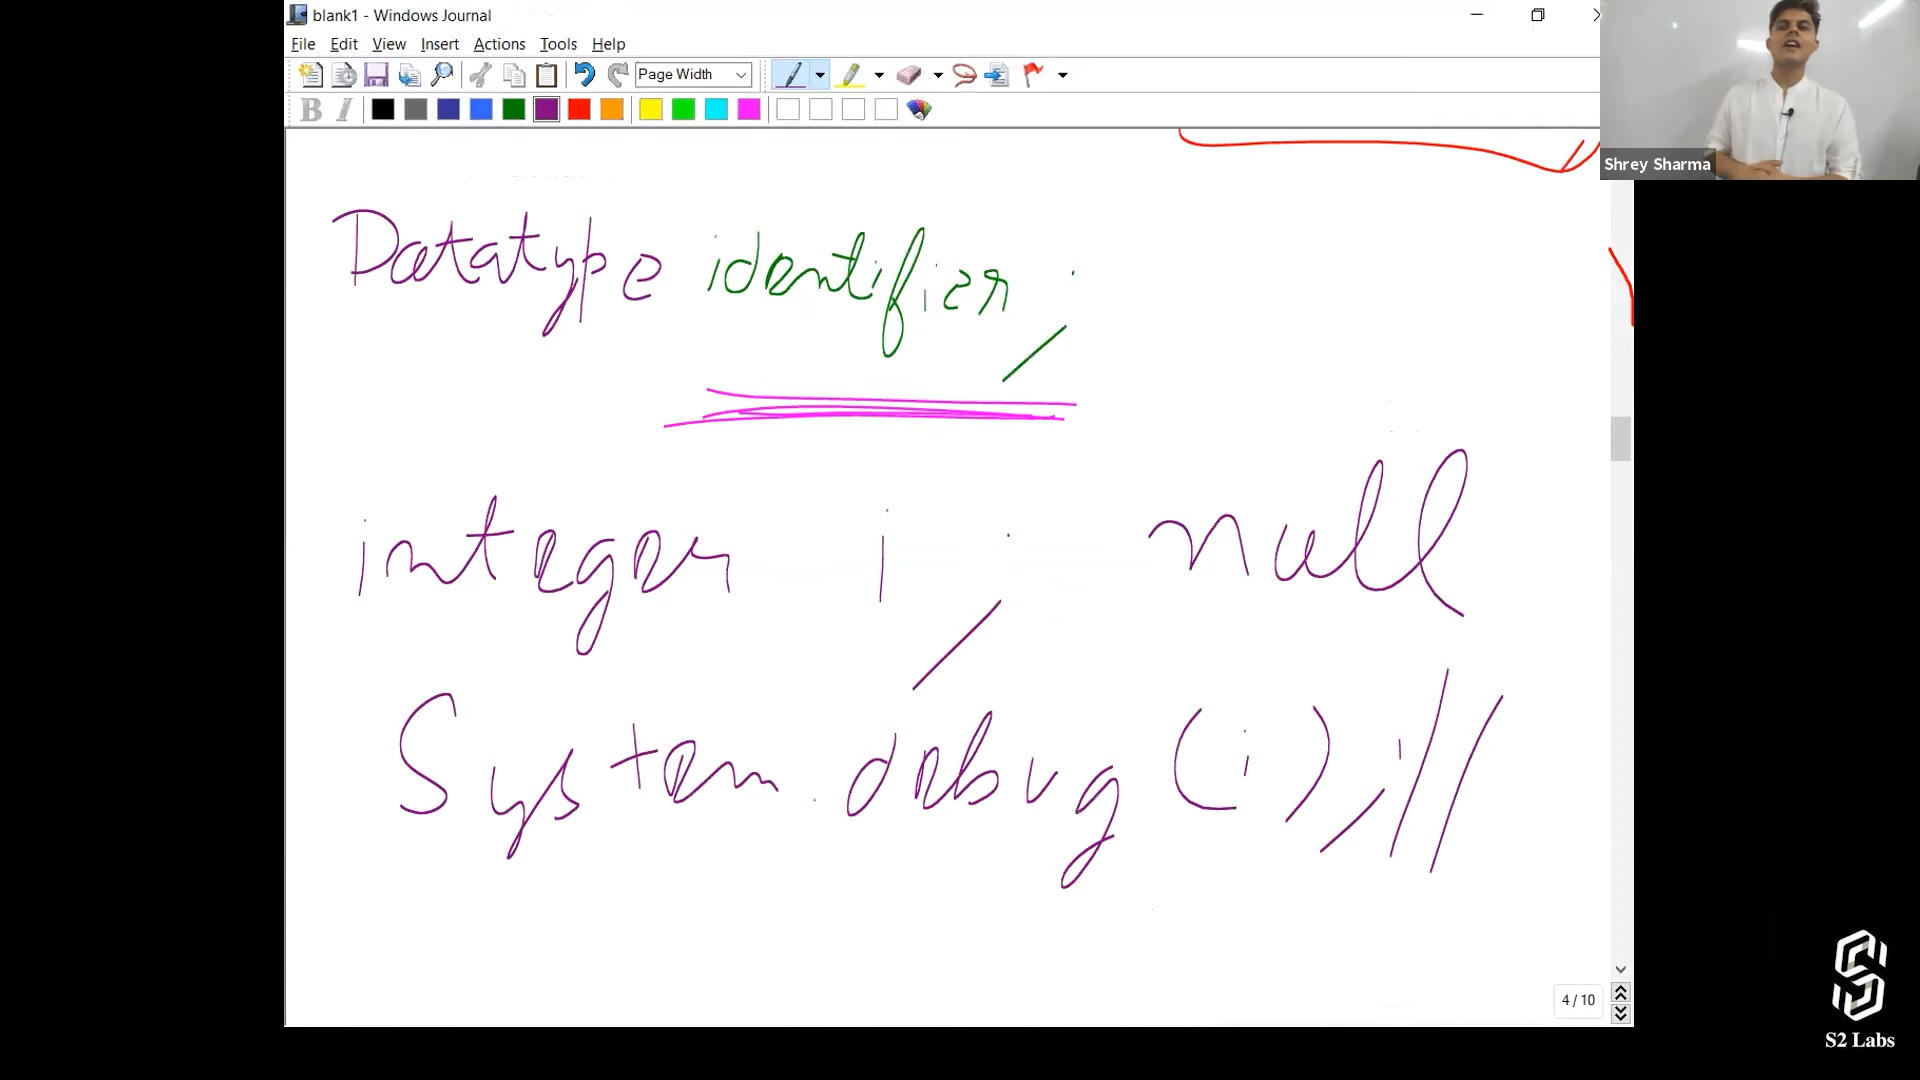 blank1 - Windows Journal
File Edit View Insert Actions Tools Help
Page Width
B I
Shrey Sharma
Datatype identifier;
integer i; null
System.debug(i);//
4 / 10
S2 Labs